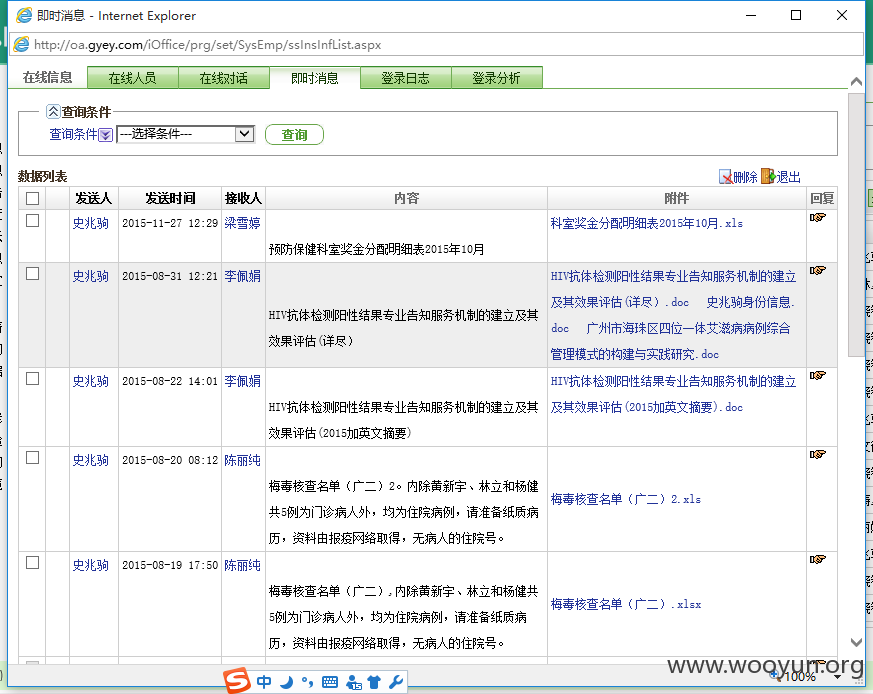 即时消息 - Internet Explorer
http://oa.gyey.com/iOffice/prg/set/SysEmp/ssInsInfList.aspx
在线信息 在线人员 在线对话 即时消息 登录日志 登录分析
查询条件
查询条件 ---选择条件--- 查询
数据列表 删除 退出
发送人 发送时间 接收人 内容 附件 回复
史兆驹 2015-11-27 12:29 梁雪婷
预防保健科室奖金分配明细表2015年10月
科室奖金分配明细表2015年10月.xls
史兆驹 2015-08-31 12:21 李佩娟
HIV抗体检测阳性结果专业告知服务机制的建立及其
效果评估(详尽)
HIV抗体检测阳性结果专业告知服务机制的建立
及其效果评估(详尽).doc 史兆驹身份信息.
doc 广州市海珠区四位一体艾滋病病例综合
管理模式的构建与实践研究.doc
史兆驹 2015-08-22 14:01 李佩娟
HIV抗体检测阳性结果专业告知服务机制的建立及其
效果评估(2015加英文摘要)
HIV抗体检测阳性结果专业告知服务机制的建立
及其效果评估(2015加英文摘要).doc
史兆驹 2015-08-20 08:12 陈丽纯
梅毒核查名单（广二）2。内除黄新宇、林立和杨健
共5例为门诊病人外，均为住院病例，请准备纸质病
历，资料由报疫网络取得，无病人的住院号。
梅毒核查名单（广二）2.xls
史兆驹 2015-08-19 17:50 陈丽纯
梅毒核查名单（广二）,内除黄新宇、林立和杨健共
5例为门诊病人外，均为住院病例，请准备纸质病
历，资料由报疫网络取得，无病人的住院号。
梅毒核查名单（广二）.xlsx
www.wooyun.org
中
100%